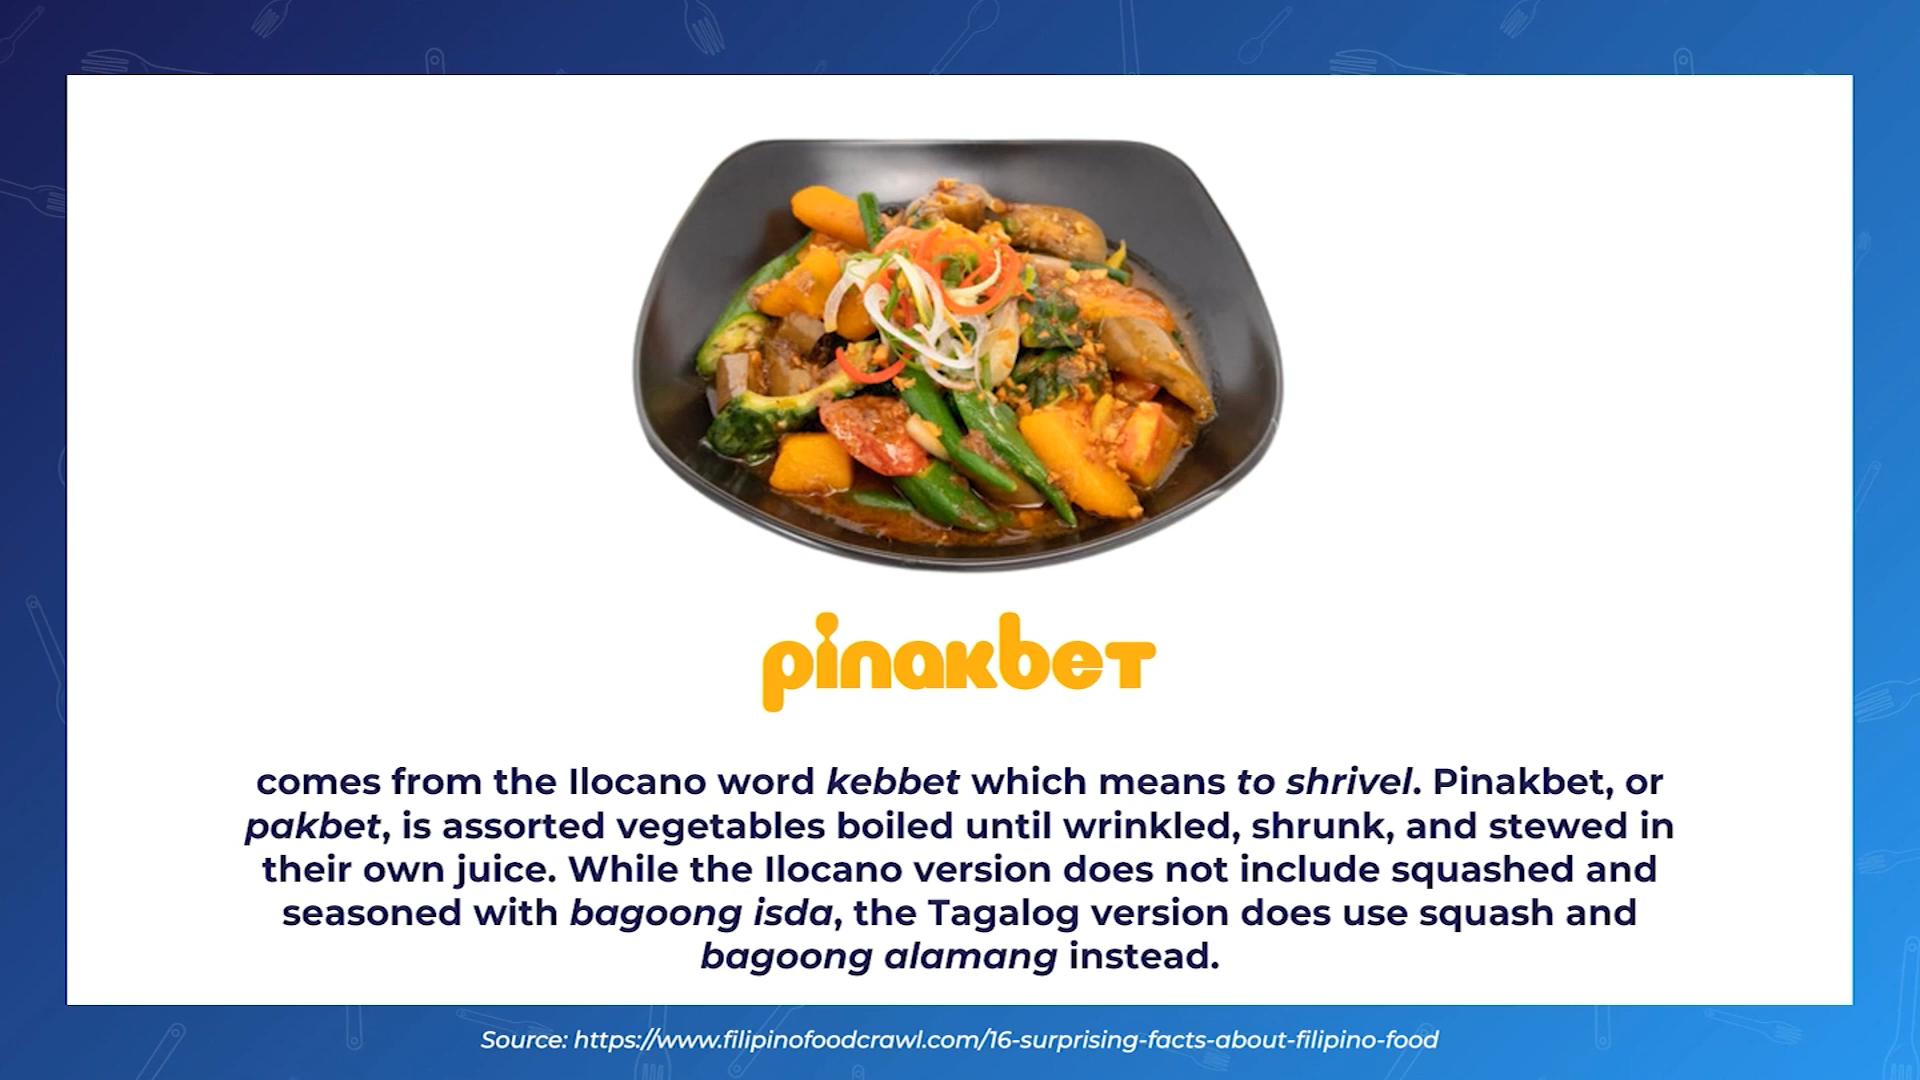 pinakbet
comes from the Ilocano word kebbet which means to shrivel. Pinakbet, or
pakbet, is assorted vegetables boiled until wrinkled, shrunk, and stewed in
their own juice. While the Ilocano version does not include squashed and
seasoned with bagoong isda, the Tagalog version does use squash and
bagoong alamang instead.
Source: https://www.filipinofoodcrawl.com/16-surprising-facts-about-filipino-food